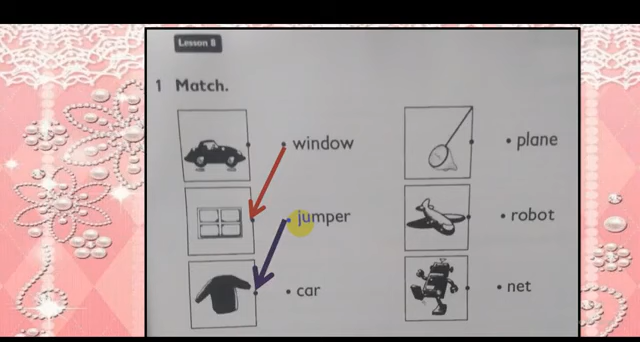 Lesson 8
1 Match.
window
jumper
car
plane
robot
net